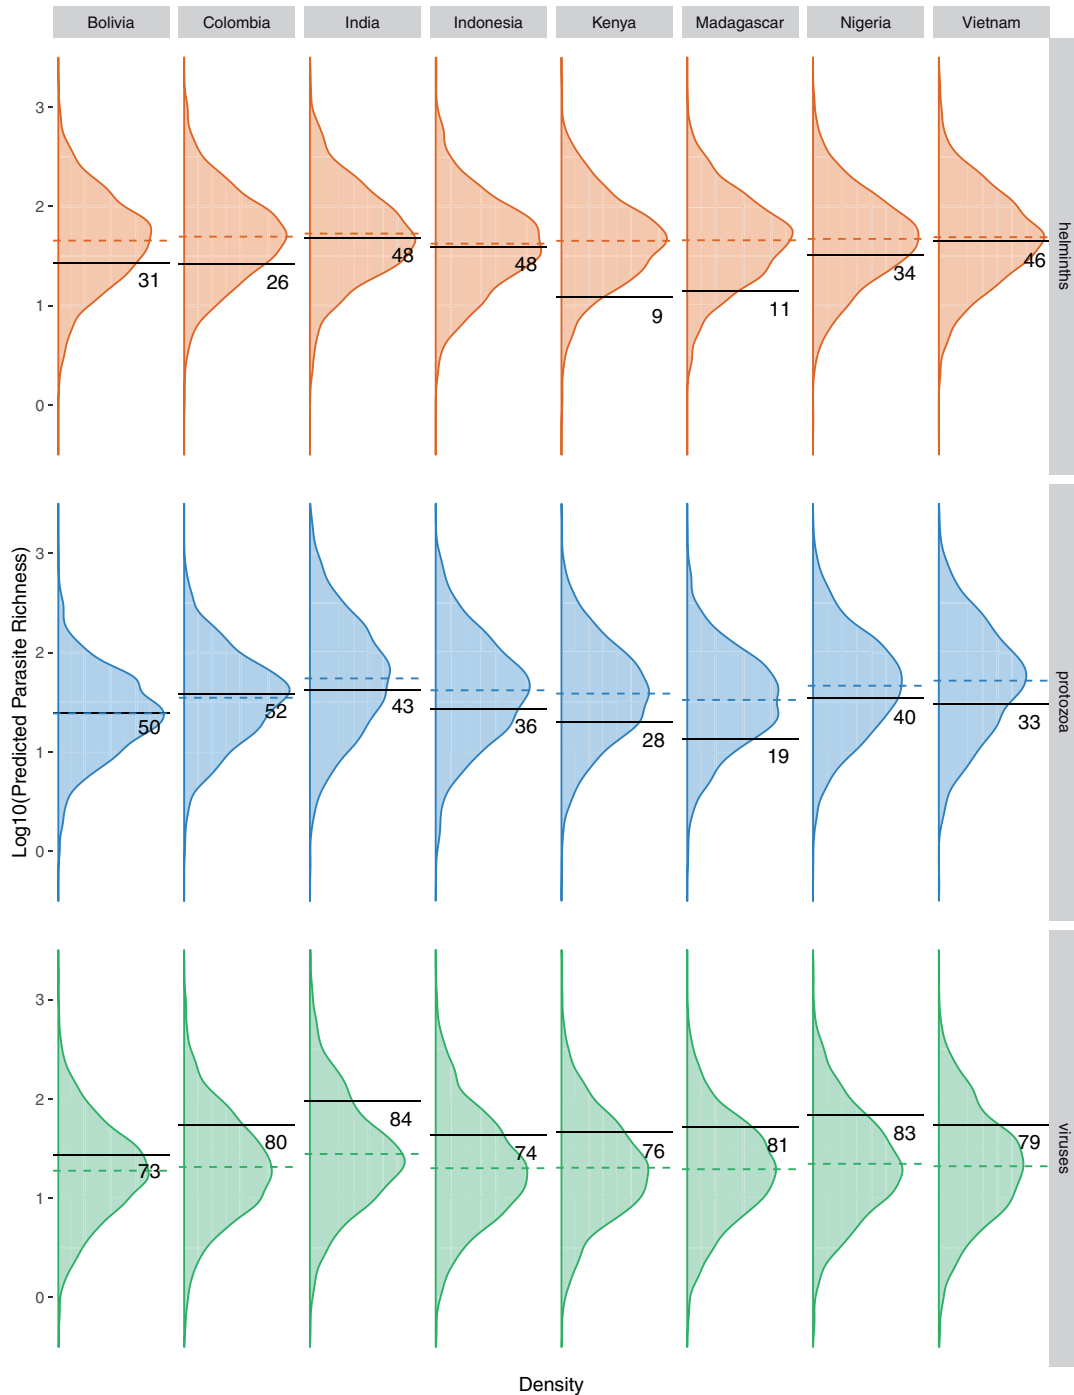 Bolivia Colombia India Indonesia Kenya Madagascar Nigeria Vietnam
3
2
1
0
31 26 48 48 9 11 34 46
helminths
Log10(Predicted Parasite Richness)
3
2
1
0
50 52 43 36 28 19 40 33
protozoa
3
2
1
0
73 80 84 74 76 81 83 79
viruses
Density